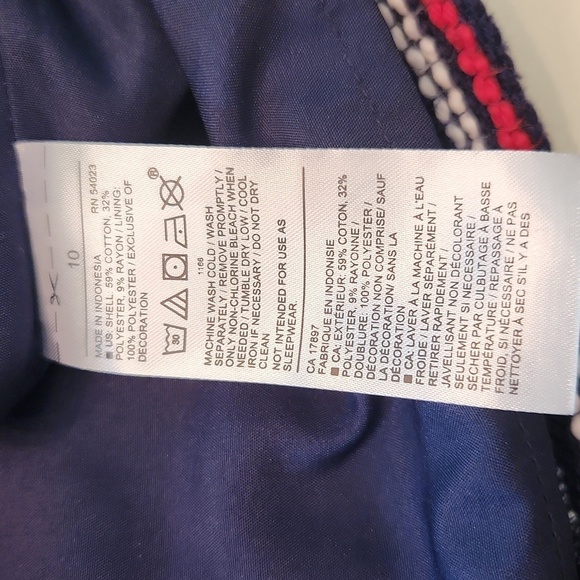 10
MADE IN INDONESIA RN 54023
■ US: SHELL: 59% COTTON, 32%
POLYESTER, 9% RAYON / LINING:
100% POLYESTER / EXCLUSIVE OF
DECORATION
80
®
1166
MACHINE WASH COLD / WASH
SEPARATELY / REMOVE PROMPTLY /
ONLY NON-CHLORINE BLEACH WHEN
NEEDED / TUMBLE DRY LOW / COOL
IRON IF NECESSARY / DO NOT DRY
CLEAN
NOT INTENDED FOR USE AS
SLEEPWEAR.
CA 17897
FABRIQUÉ EN INDONISIE
■ CA: EXTÉRIEUR: 59% COTON, 32%
POLYESTER, 9% RAYONNE /
DOUBLURE: 100% POLYESTER /
DÉCORATION NON COMPRISE/ SAUF
LA DÉCORATION/ SANS LA
DÉCORATION
■ CA: LAVER À LA MACHINE À L'EAU
FROIDE / LAVER SÉPARÉMENT /
RETIRER RAPIDEMENT /
JAVELLISANT NON DÉCOLORANT
SEULEMENT SI NÉCESSAIRE /
SÉCHER PAR CULBUTAGE À BASSE
TEMPÉRATURE / REPASSAGE À
FROID, SI NÉCESSAIRE / NE PAS
NETTOYER À SEC S'IL Y A DES